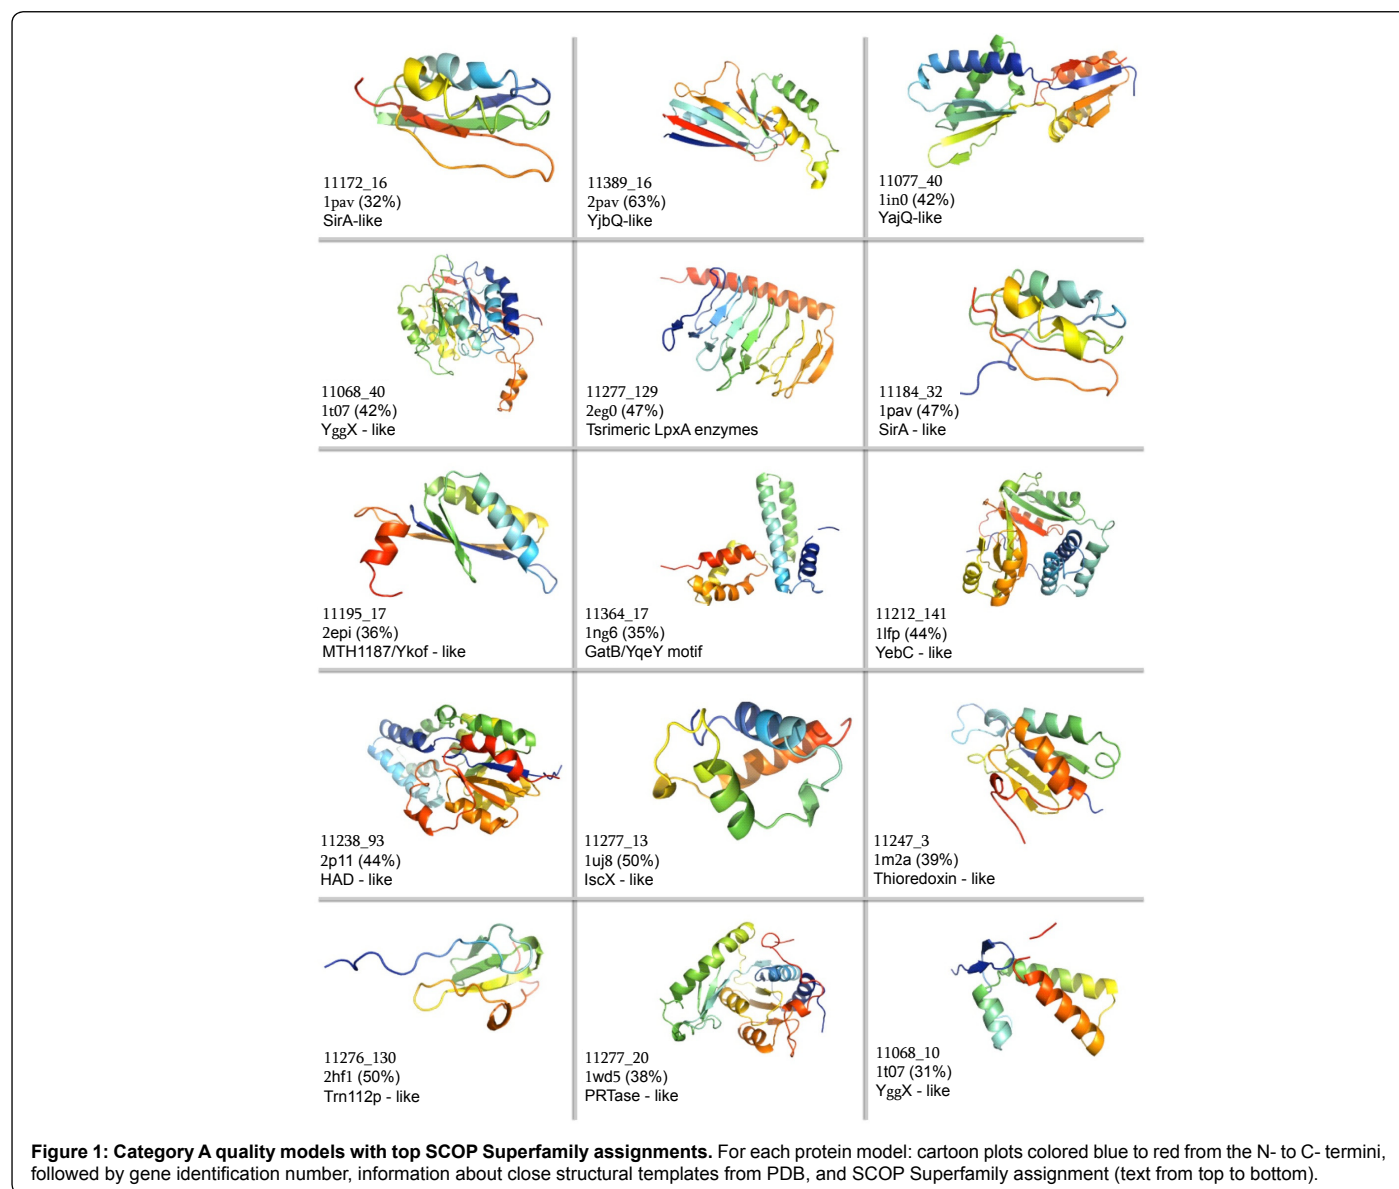 11172_16
1pav (32%)
SirA-like
11389_16
2pav (63%)
YjbQ-like
11077_40
1in0 (42%)
YajQ-like
11068_40
1t07 (42%)
YggX - like
11277_129
2eg0 (47%)
Tsrimeric LpxA enzymes
11184_32
1pav (47%)
SirA - like
11195_17
2epi (36%)
MTH1187/Ykof - like
11364_17
1ng6 (35%)
GatB/YqeY motif
11212_141
1lfp (44%)
YebC - like
11238_93
2p11 (44%)
HAD - like
11277_13
1uj8 (50%)
IscX - like
11247_3
1m2a (39%)
Thioredoxin - like
11276_130
2hf1 (50%)
Trn112p - like
11277_20
1wd5 (38%)
PRTase - like
11068_10
1t07 (31%)
YggX - like
Figure 1: Category A quality models with top SCOP Superfamily assignments. For each protein model: cartoon plots colored blue to red from the N- to C- termini,
followed by gene identification number, information about close structural templates from PDB, and SCOP Superfamily assignment (text from top to bottom).